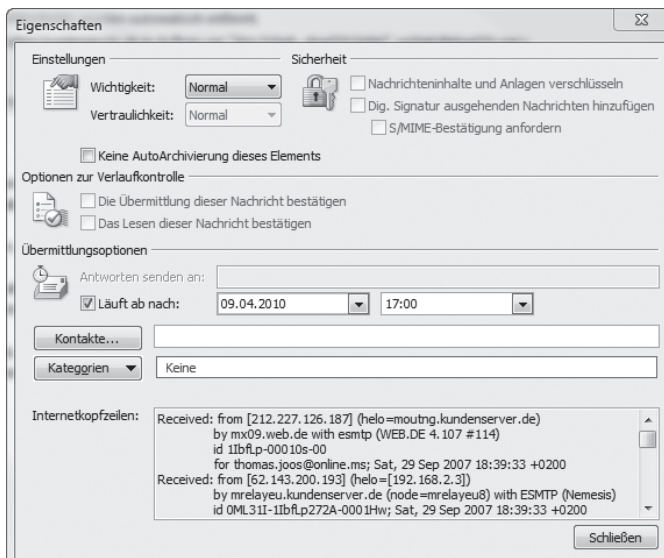 Eigenschaften
Einstellungen
Sicherheit
Wichtigkeit: Normal
Vertraulichkeit: Normal
Nachrichteninhalte und Anlagen verschlüsseln
Dig. Signatur ausgehenden Nachrichten hinzufügen
S/MIME-Bestätigung anfordern
Keine AutoArchivierung dieses Elements
Optionen zur Verlaufkontrolle
Die Übermittlung dieser Nachricht bestätigen
Das Lesen dieser Nachricht bestätigen
Übermittlungsoptionen
Antworten senden an:
Läuft ab nach: 09.04.2010 17:00
Kontakte...
Kategorien Keine
Internetkopfzeilen:
Received: from [212.227.126.187] (helo=moutng.kundenserver.de)
by mx09.web.de with esmtp (WEB.DE 4.107 #114)
id 1IbfLp-00010s-00
for thomas.joos@online.ms; Sat, 29 Sep 2007 18:39:33 +0200
Received: from [62.143.200.193] (helo=[192.168.2.3])
by mrelayeu.kundenserver.de (node=mrelayeu8) with ESMTP (Nemesis)
id 0ML31I-1IbfLp272A-0001Hw; Sat, 29 Sep 2007 18:39:33 +0200
Schließen